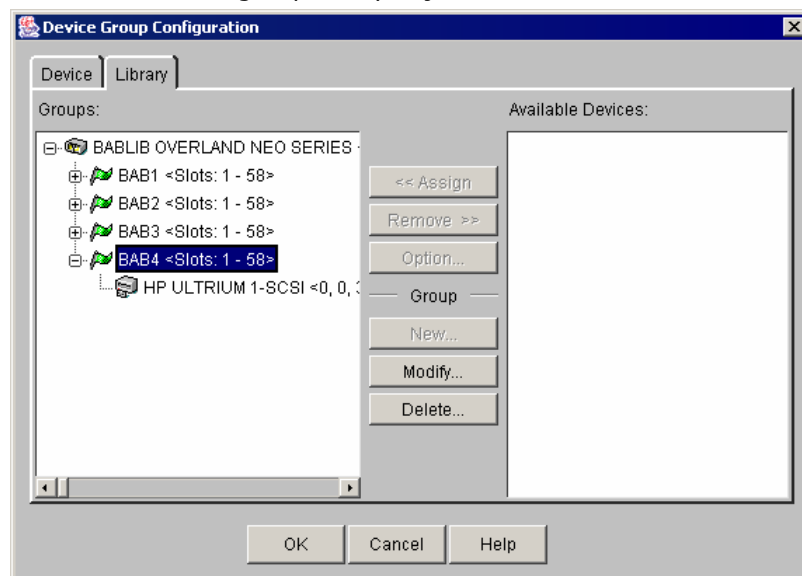 Device Group Configuration
Device
Library
Groups:
Available Devices:
BABLIB OVERLAND NEO SERIES
BAB1 <Slots: 1 - 58>
BAB2 <Slots: 1 - 58>
BAB3 <Slots: 1 - 58>
BAB4 <Slots: 1 - 58>
HP ULTRIUM 1-SCSI <0, 0,
<< Assign
Remove >>
Option...
Group
New...
Modify...
Delete...
OK
Cancel
Help